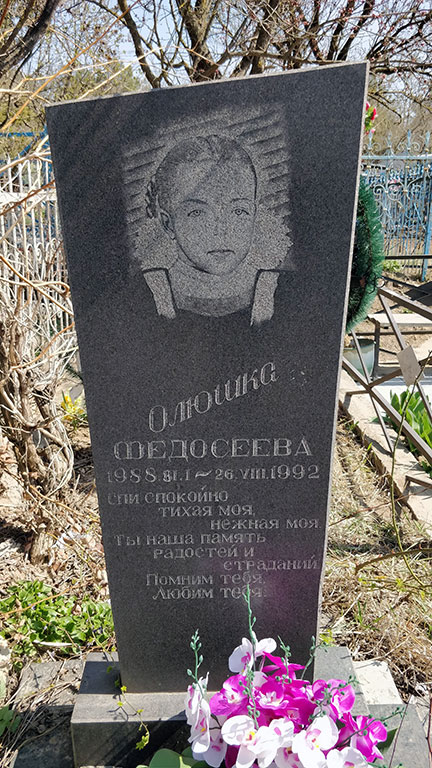 Олюшка
ФЕДОСЕЕВА
1988.31.I ~ 26.VIII.1992
СПИ СПОКОЙНО
ТИХАЯ МОЯ,
НЕЖНАЯ МОЯ.
ТЫ НАША ПАМЯТЬ
РАДОСТЕЙ И
СТРАДАНИЙ.
ПОМНИМ ТЕБЯ,
ЛЮБИМ ТЕБЯ.